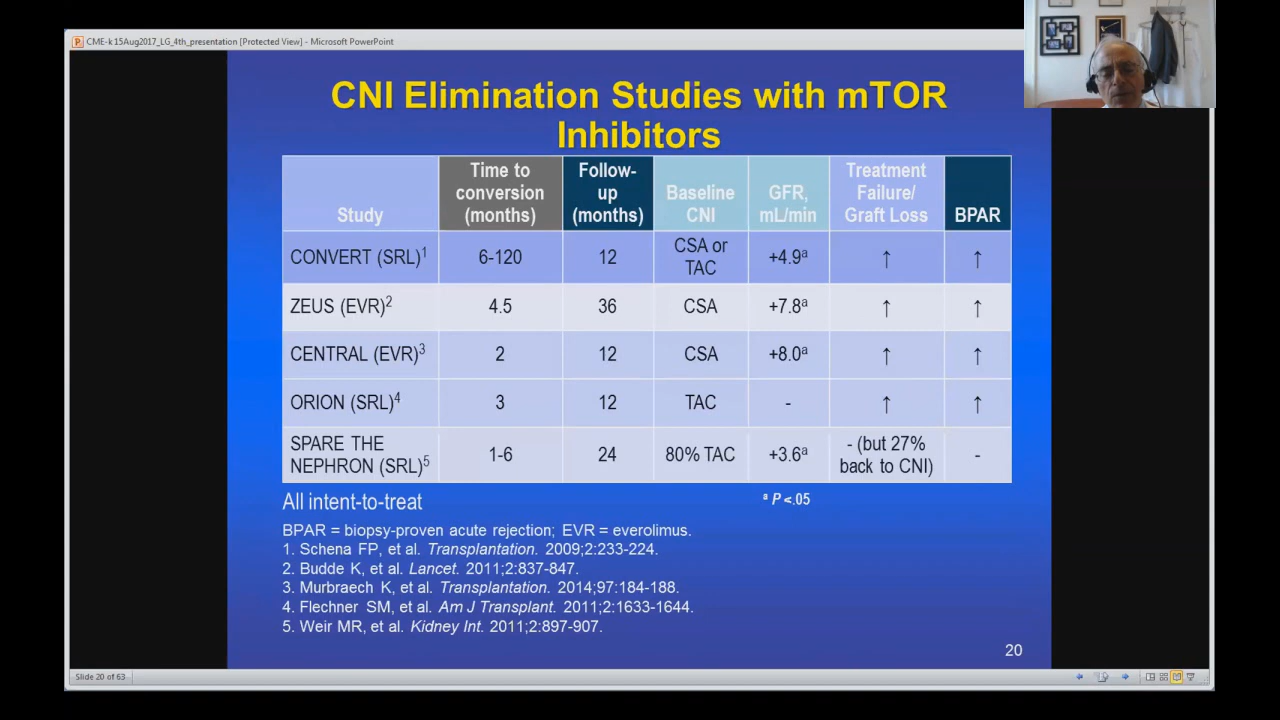 CME-k 15Aug2017_LG_4th_presentation [Protected View] - Microsoft PowerPoint
CNI Elimination Studies with mTOR
Inhibitors
Study
Time to
conversion
(months)
Follow-
up
(months)
Baseline
CNI
GFR,
mL/min
Treatment
Failure/
Graft Loss
BPAR
CONVERT (SRL)¹
6-120
12
CSA or
TAC
+4.9ᵃ
↑
↑
ZEUS (EVR)²
4.5
36
CSA
+7.8ᵃ
↑
↑
CENTRAL (EVR)³
2
12
CSA
+8.0ᵃ
↑
↑
ORION (SRL)⁴
3
12
TAC
-
↑
↑
SPARE THE
NEPHRON (SRL)⁵
1-6
24
80% TAC
+3.6ᵃ
- (but 27%
back to CNI)
-
All intent-to-treat
ᵃ P <.05
BPAR = biopsy-proven acute rejection; EVR = everolimus.
1. Schena FP, et al. Transplantation. 2009;2:233-224.
2. Budde K, et al. Lancet. 2011;2:837-847.
3. Murbraech K, et al. Transplantation. 2014;97:184-188.
4. Flechner SM, et al. Am J Transplant. 2011;2:1633-1644.
5. Weir MR, et al. Kidney Int. 2011;2:897-907.
20
Slide 20 of 63